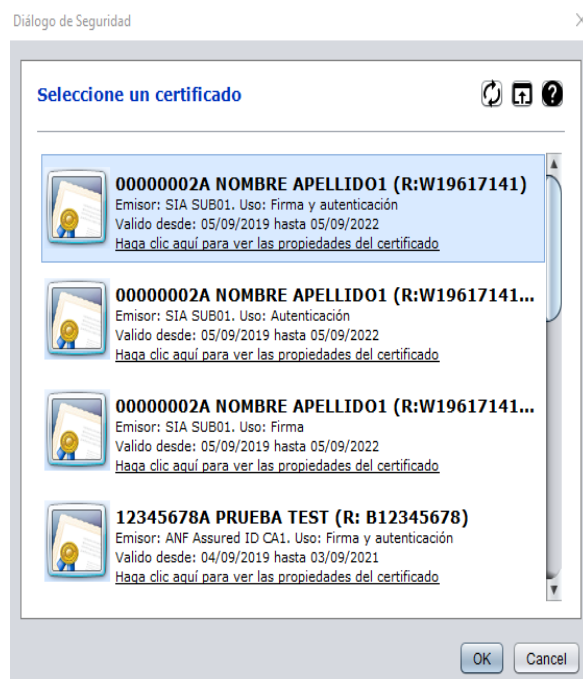 Diálogo de Seguridad
Seleccione un certificado
00000002A NOMBRE APELLIDO1 (R:W19617141)
Emisor: SIA SUB01. Uso: Firma y autenticación
Valido desde: 05/09/2019 hasta 05/09/2022
Haga clic aquí para ver las propiedades del certificado
00000002A NOMBRE APELLIDO1 (R:W19617141...
Emisor: SIA SUB01. Uso: Autenticación
Valido desde: 05/09/2019 hasta 05/09/2022
Haga clic aquí para ver las propiedades del certificado
00000002A NOMBRE APELLIDO1 (R:W19617141...
Emisor: SIA SUB01. Uso: Firma
Valido desde: 05/09/2019 hasta 05/09/2022
Haga clic aquí para ver las propiedades del certificado
12345678A PRUEBA TEST (R: B12345678)
Emisor: ANF Assured ID CA1. Uso: Firma y autenticación
Valido desde: 04/09/2019 hasta 03/09/2021
Haga clic aquí para ver las propiedades del certificado
OK Cancel